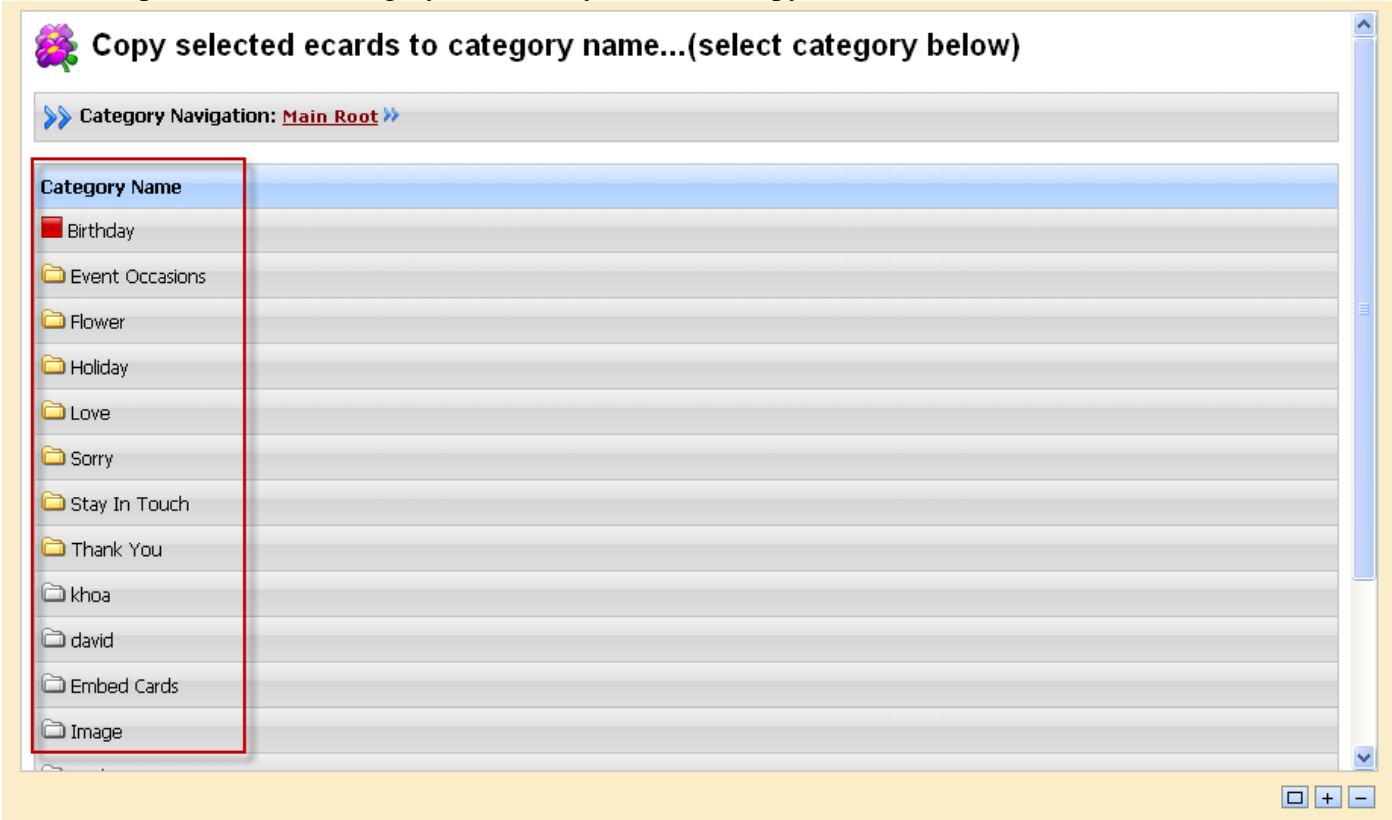 Copy selected ecards to category name...(select category below)
Category Navigation: Main Root
Category Name
Birthday
Event Occasions
Flower
Holiday
Love
Sorry
Stay In Touch
Thank You
khoa
david
Embed Cards
Image